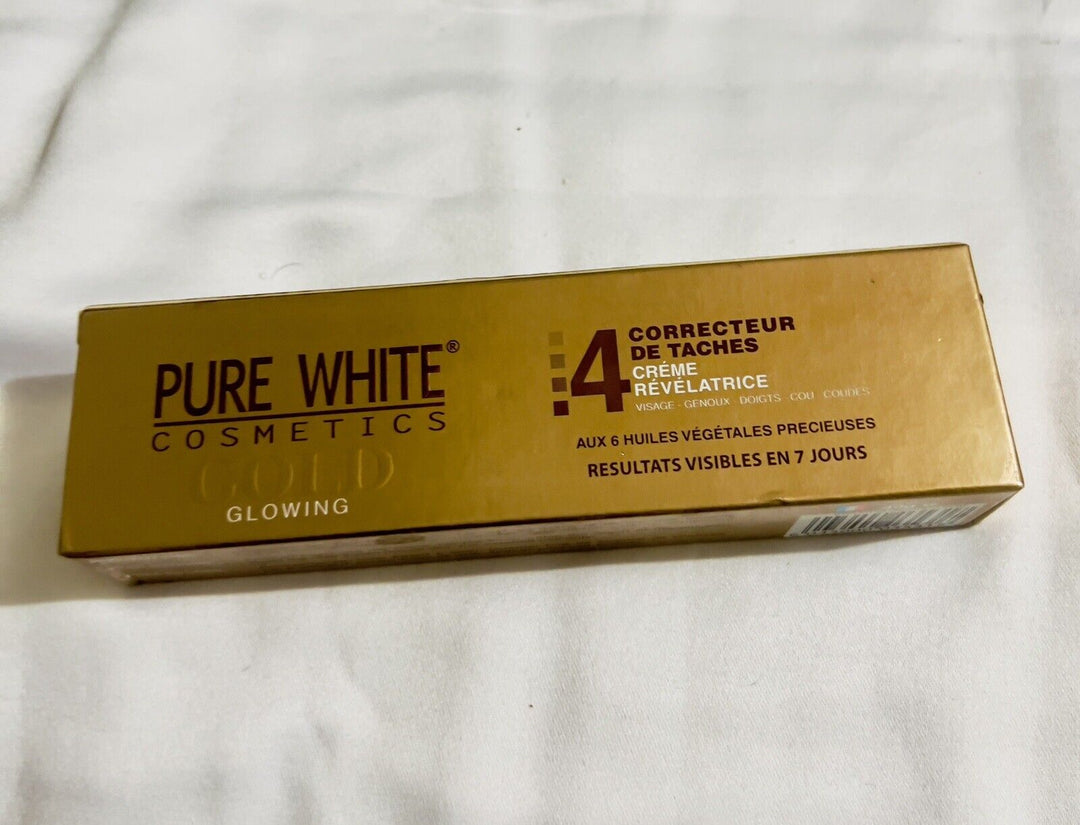 PURE WHITE®
COSMETICS
GOLD
GLOWING
4
CORRECTEUR
DE TACHES
CRÉME
RÉVÉLATRICE
VISAGE - GENOUX - DOIGTS - COU - COUDES
AUX 6 HUILES VÉGÉTALES PRECIEUSES
RESULTATS VISIBLES EN 7 JOURS